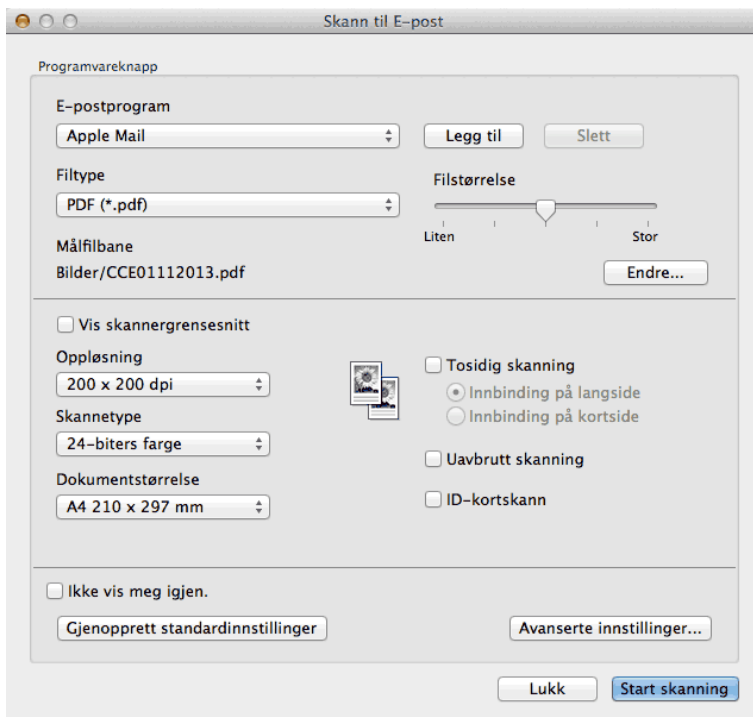 Skann til E-post
Programvareknapp
E-postprogram
Apple Mail
Legg til
Slett
Filtype
PDF (*.pdf)
Filstørrelse
Liten
Stor
Målfilbane
Bilder/CCE01112013.pdf
Endre...
Vis skannergrensesnitt
Oppløsning
200 x 200 dpi
Skannetype
24-biters farge
Dokumentstørrelse
A4 210 x 297 mm
Tosidig skanning
Innbinding på langside
Innbinding på kortside
Uavbrutt skanning
ID-kortskann
Ikke vis meg igjen.
Gjenopprett standardinnstillinger
Avanserte innstillinger...
Lukk
Start skanning